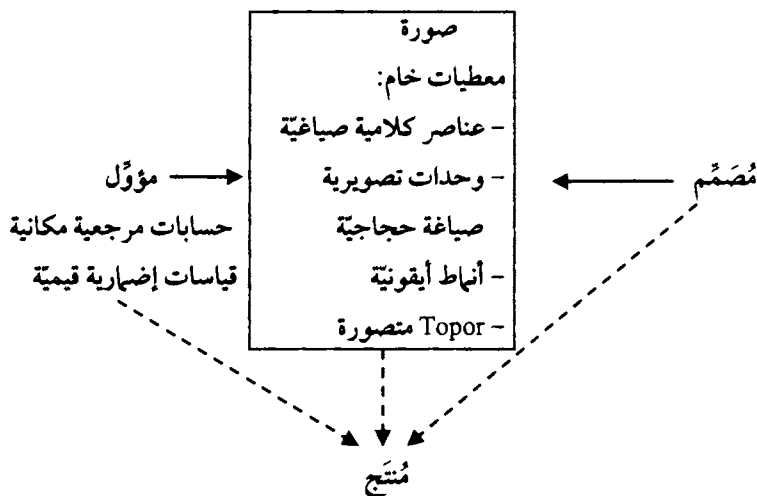 صورة
معطيات خام:
– عناصر كلامية صياغيّة
– وحدات تصويرية
صياغة حجاجيّة
– أنماط أيقونيّة
– Topor متصورة
مُصَمِّم
مؤوِّل
حسابات مرجعية مكانية
قياسات إضمارية قيميّة
مُنتَج